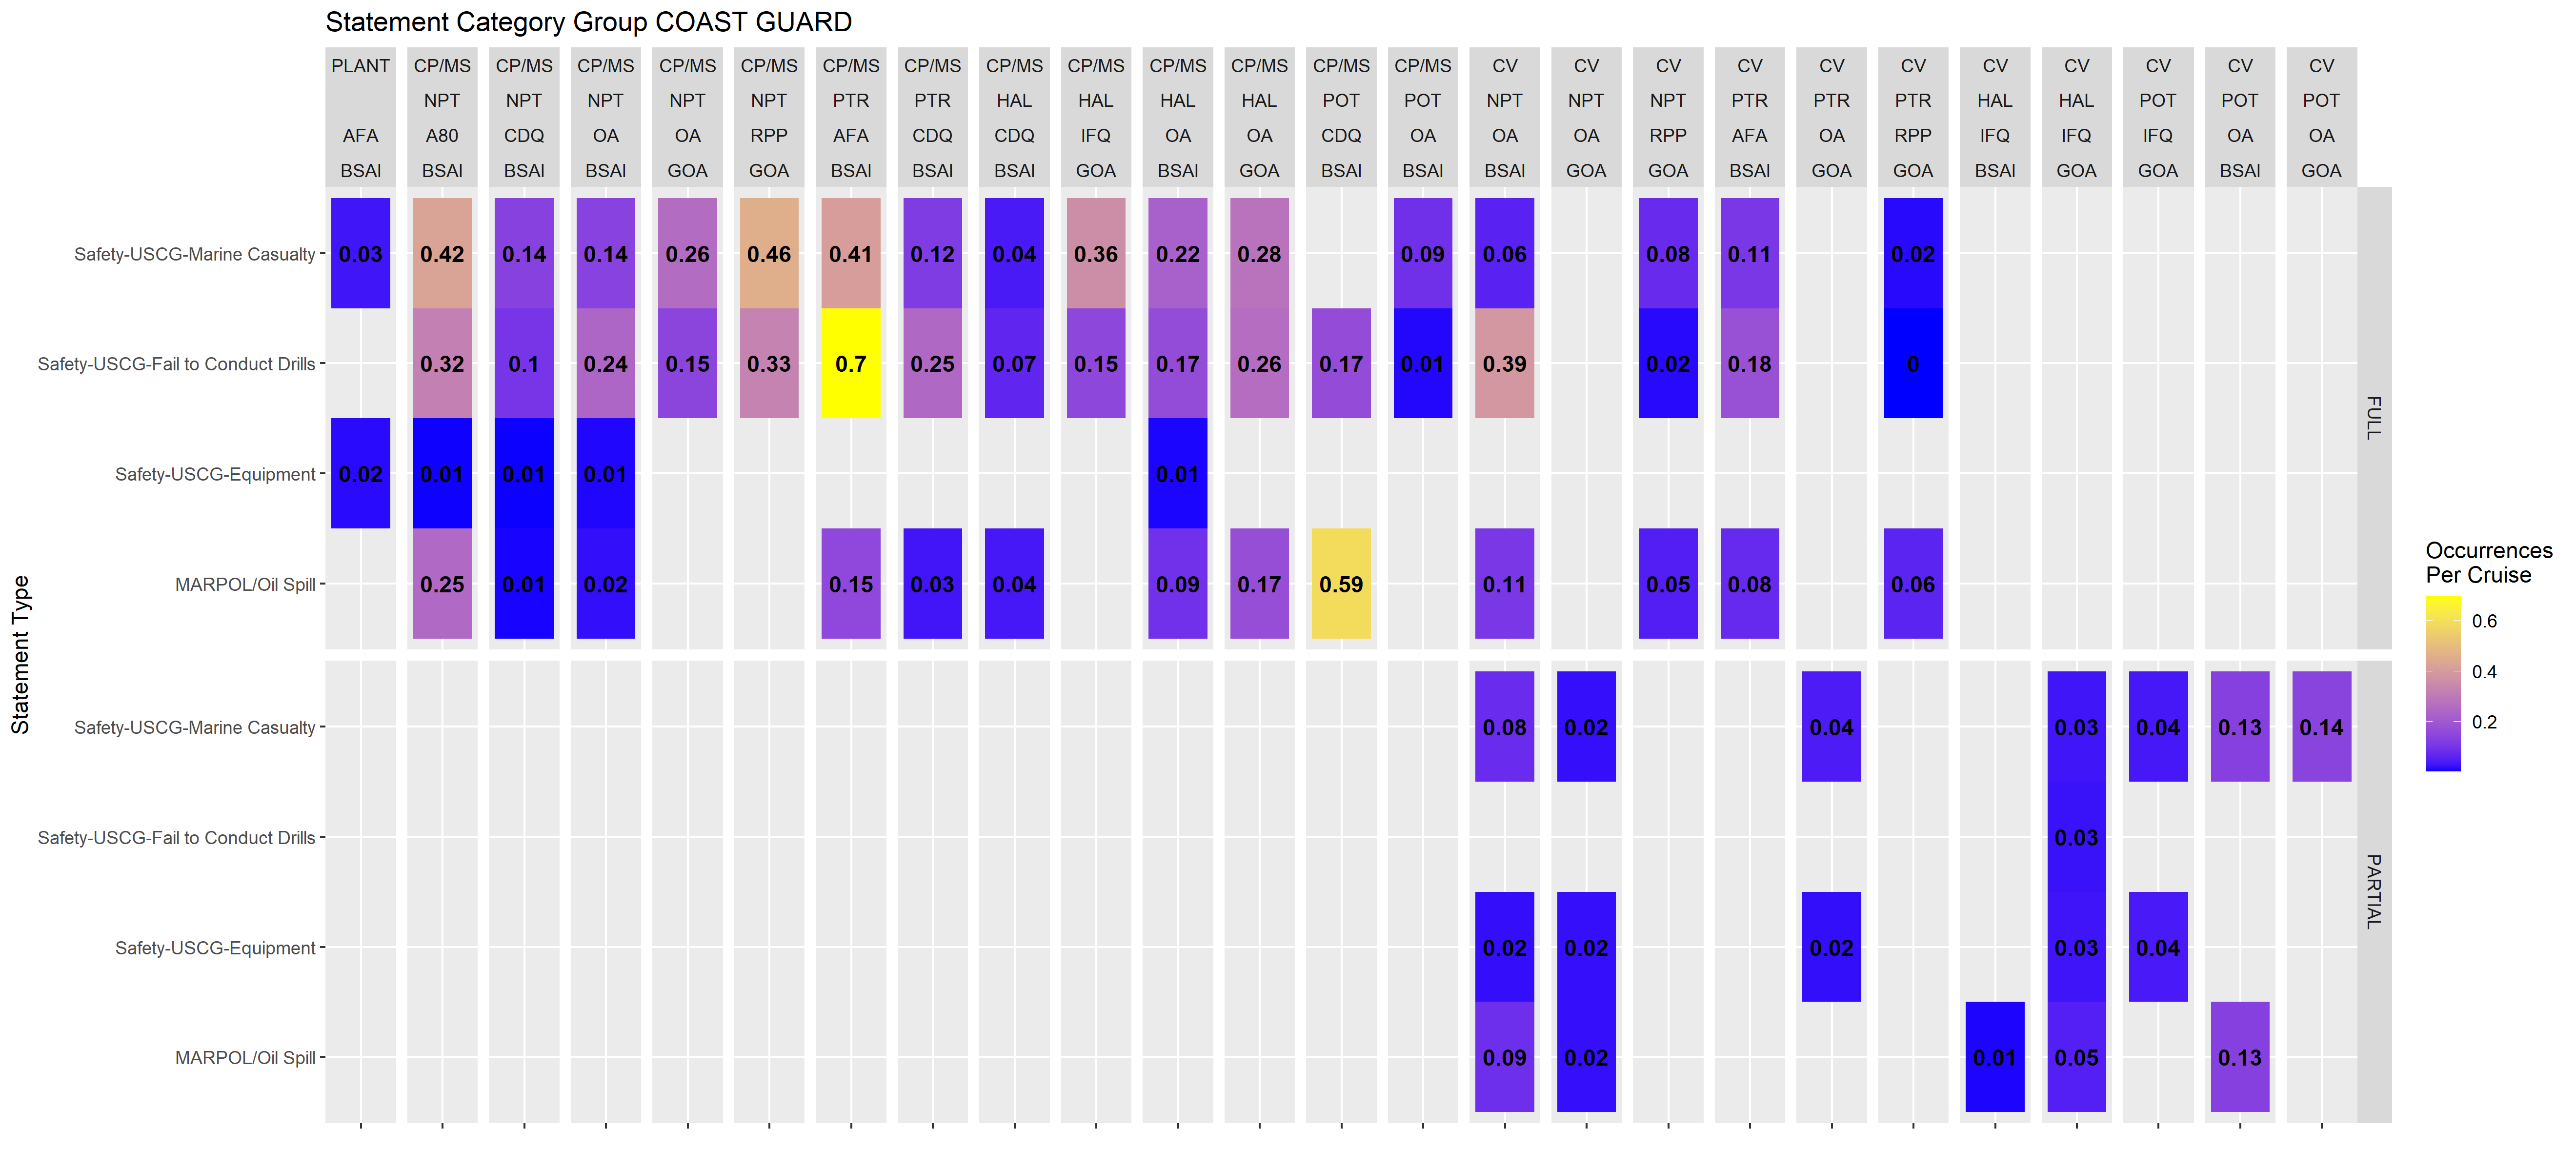 Statement Category Group COAST GUARD
PLANT CP/MS CP/MS CP/MS CP/MS CP/MS CP/MS CP/MS CP/MS CP/MS CP/MS CP/MS CP/MS CP/MS CV CV CV CV CV CV CV CV CV CV CV
NPT NPT NPT NPT NPT PTR PTR HAL HAL HAL HAL POT POT NPT NPT NPT PTR PTR PTR HAL HAL POT POT POT
AFA A80 CDQ OA OA RPP AFA CDQ CDQ IFQ OA OA CDQ OA OA OA RPP AFA OA RPP IFQ IFQ IFQ OA OA
BSAI BSAI BSAI BSAI GOA GOA BSAI BSAI BSAI GOA BSAI GOA BSAI BSAI BSAI GOA GOA BSAI GOA GOA BSAI GOA GOA BSAI GOA
Safety-USCG-Marine Casualty 0.03 0.42 0.14 0.14 0.26 0.46 0.41 0.12 0.04 0.36 0.22 0.28 0.09 0.06 0.08 0.11 0.02
Safety-USCG-Fail to Conduct Drills 0.32 0.1 0.24 0.15 0.33 0.7 0.25 0.07 0.15 0.17 0.26 0.17 0.01 0.39 0.02 0.18 0
Safety-USCG-Equipment 0.02 0.01 0.01 0.01 0.01
MARPOL/Oil Spill 0.25 0.01 0.02 0.15 0.03 0.04 0.09 0.17 0.59 0.11 0.05 0.08 0.06
FULL
Safety-USCG-Marine Casualty 0.08 0.02 0.04 0.03 0.04 0.13 0.14
Safety-USCG-Fail to Conduct Drills 0.03
Safety-USCG-Equipment 0.02 0.02 0.02 0.03 0.04
MARPOL/Oil Spill 0.09 0.02 0.01 0.05 0.13
PARTIAL
Statement Type
Occurrences
Per Cruise
0.6
0.4
0.2